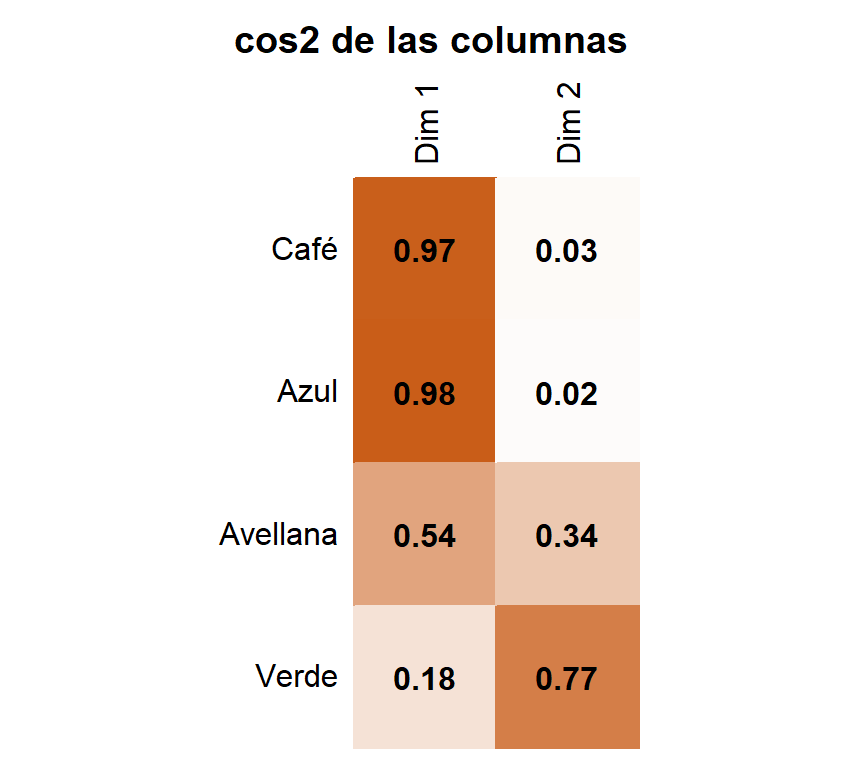 cos2 de las columnas
Dim 1 Dim 2
Café 0.97 0.03
Azul 0.98 0.02
Avellana 0.54 0.34
Verde 0.18 0.77